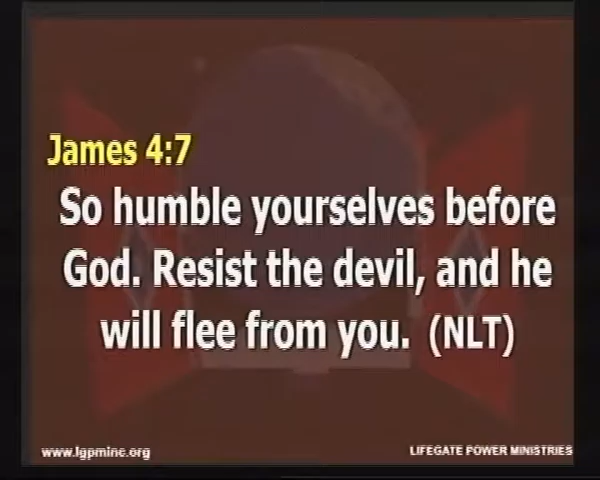 James 4:7
So humble yourselves before
God. Resist the devil, and he
will flee from you. (NLT)
www.lgpminc.org
LIFEGATE POWER MINISTRIES